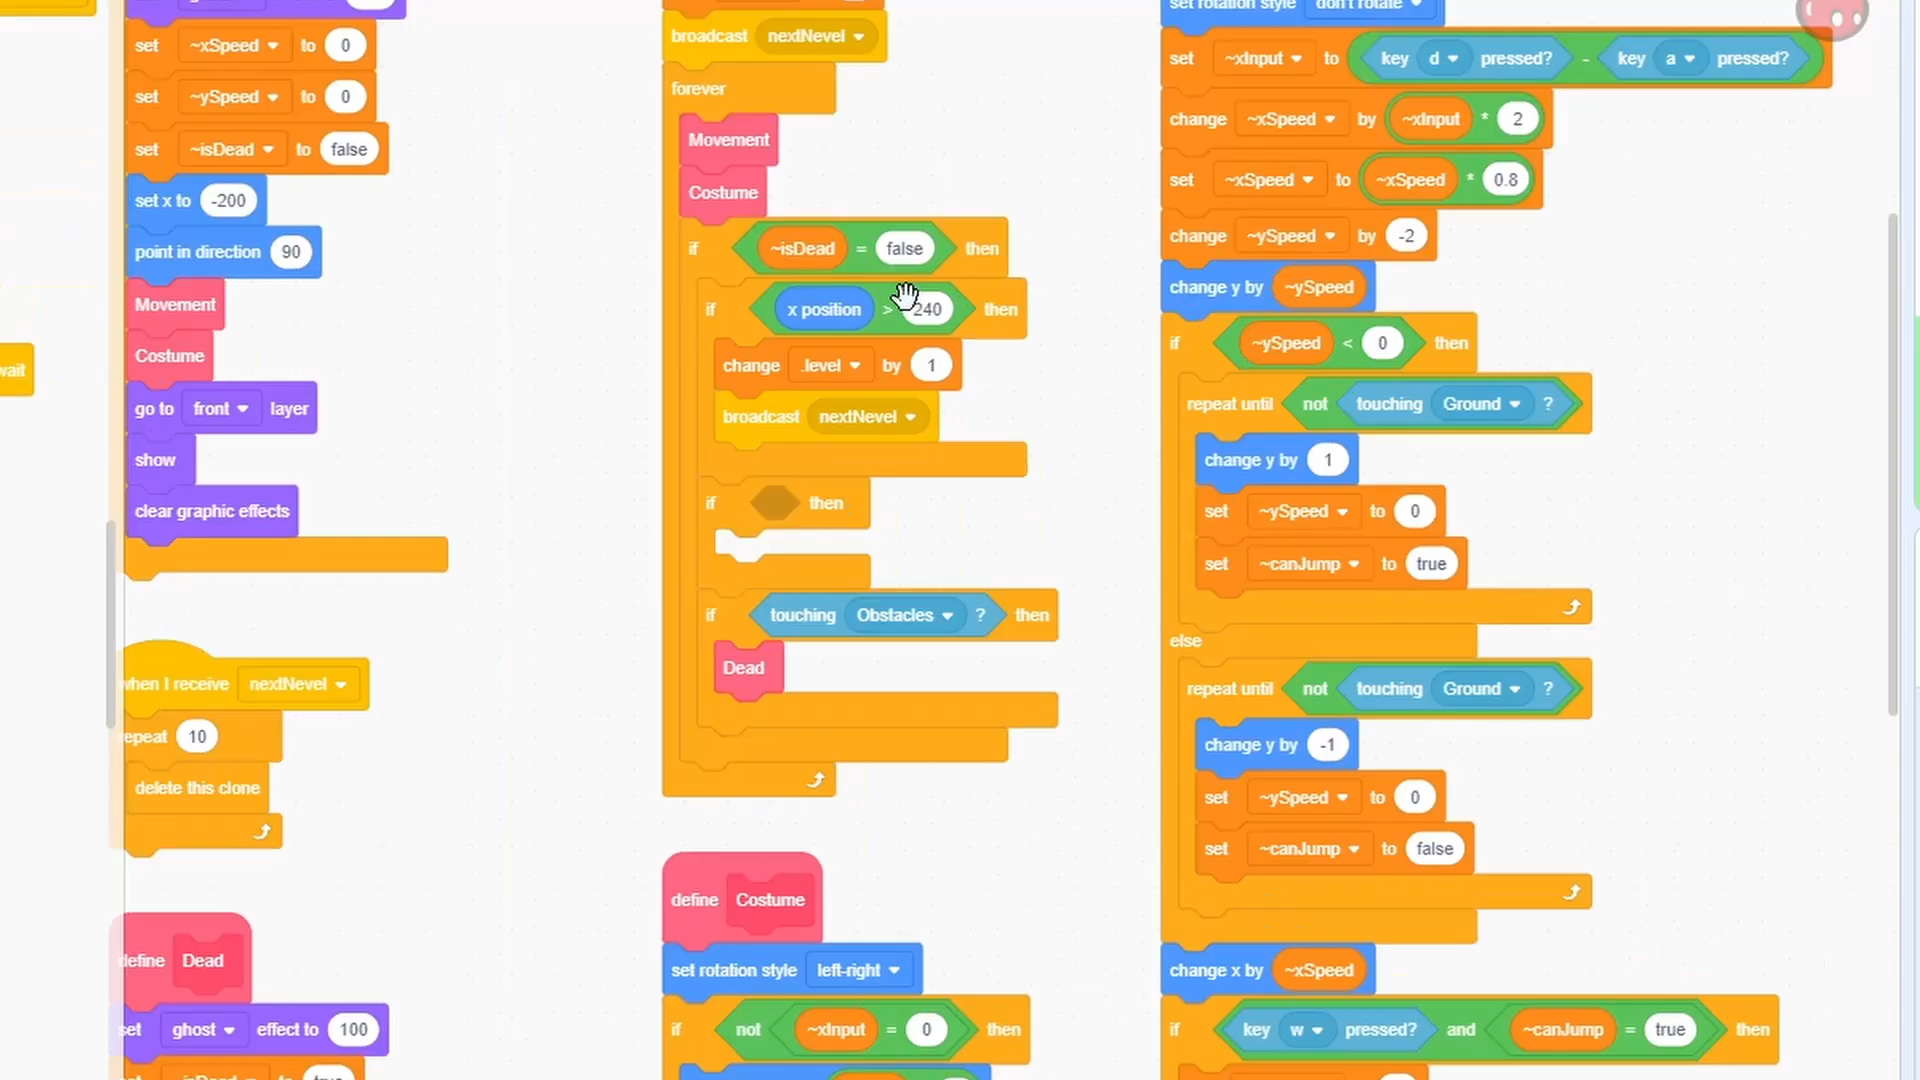 set ~xSpeed to 0
set ~ySpeed to 0
set ~isDead to false
set x to -200
point in direction 90
Movement
Costume
go to front layer
show
clear graphic effects
wait
when I receive nextNevel
repeat 10
delete this clone
define Dead
set ghost effect to 100
broadcast nextNevel
forever
Movement
Costume
if ~isDead = false then
if x position > 240 then
change .level by 1
broadcast nextNevel
if then
if touching Obstacles ? then
Dead
define Costume
set rotation style left-right
if not ~xInput = 0 then
set rotation style don't rotate
set ~xInput to key d pressed? - key a pressed?
change ~xSpeed by ~xInput * 2
set ~xSpeed to ~xSpeed * 0.8
change ~ySpeed by -2
change y by ~ySpeed
if ~ySpeed < 0 then
repeat until not touching Ground ?
change y by 1
set ~ySpeed to 0
set ~canJump to true
else
repeat until not touching Ground ?
change y by -1
set ~ySpeed to 0
set ~canJump to false
change x by ~xSpeed
if key w pressed? and ~canJump = true then